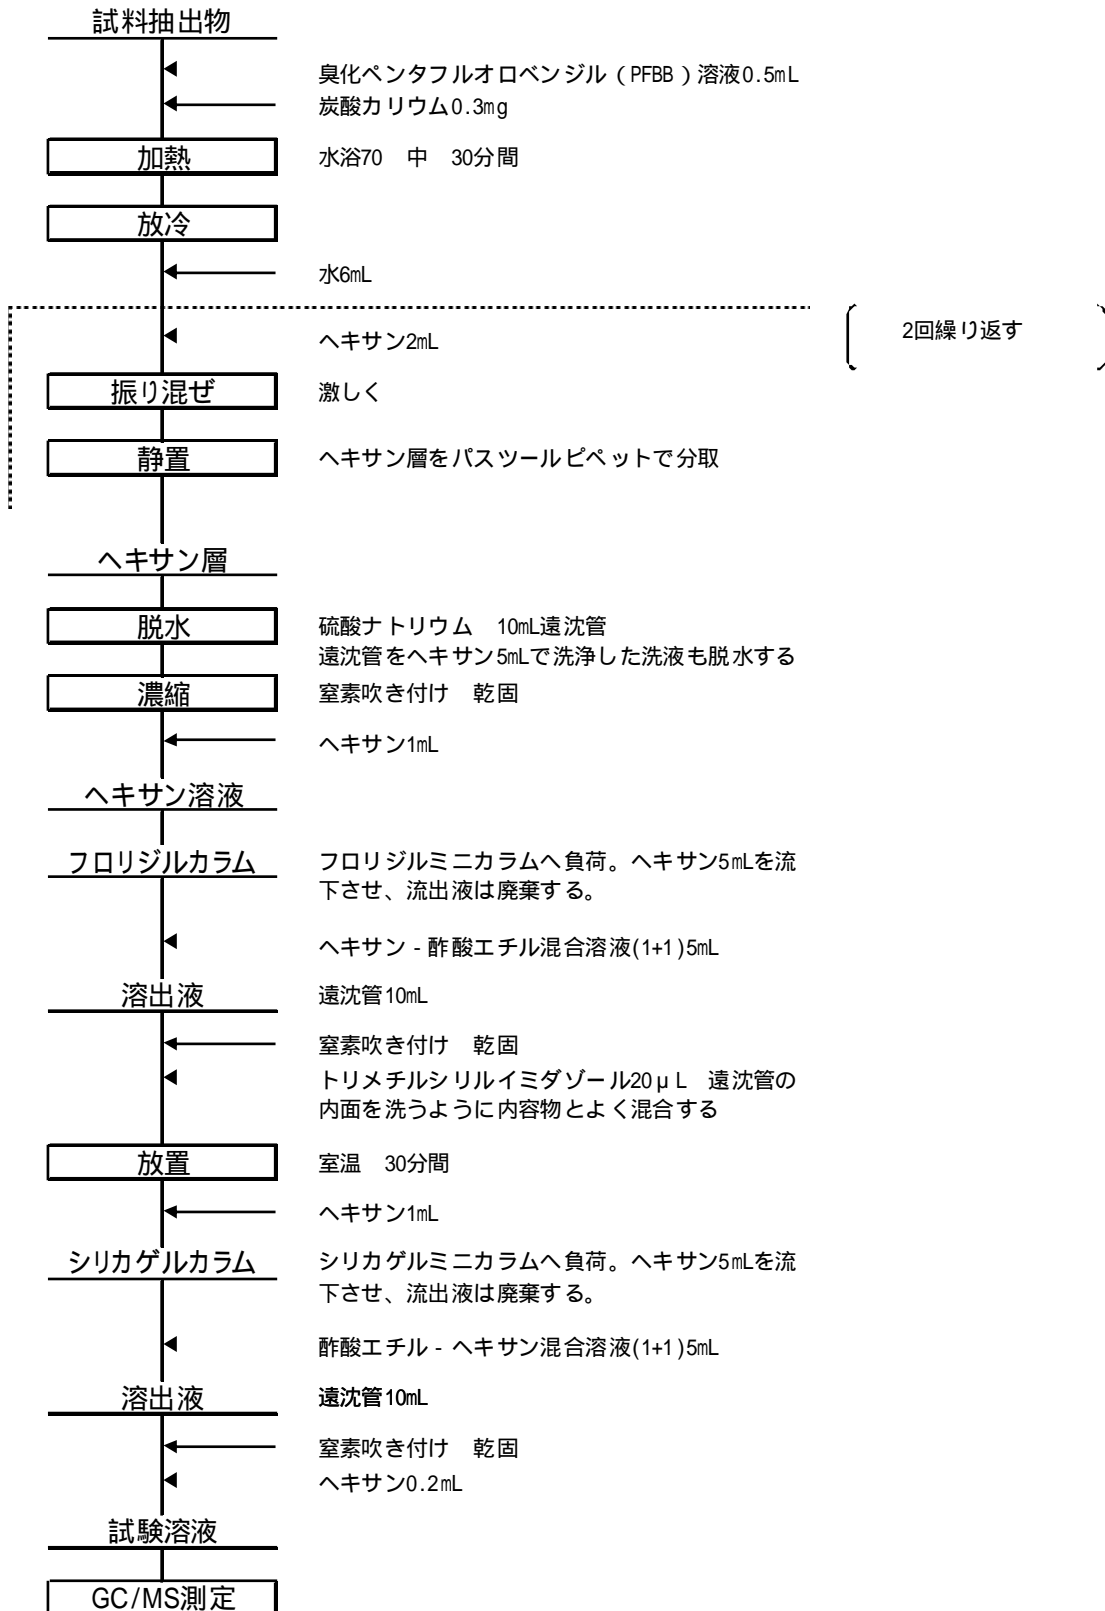 試料抽出物
臭化ペンタフルオロベンジル（PFBB）溶液0.5mL
炭酸カリウム0.3mg
加熱 水浴70　中　30分間
放冷
水6mL
ヘキサン2mL 2回繰り返す
振り混ぜ 激しく
静置 ヘキサン層をパスツールピペットで分取
ヘキサン層
脱水 硫酸ナトリウム　10mL遠沈管
遠沈管をヘキサン5mLで洗浄した洗液も脱水する
濃縮 窒素吹き付け　乾固
ヘキサン1mL
ヘキサン溶液
フロリジルカラム フロリジルミニカラムへ負荷。ヘキサン5mLを流
下させ、流出液は廃棄する。
ヘキサン - 酢酸エチル混合溶液(1+1)5mL
溶出液 遠沈管10mL
窒素吹き付け　乾固
トリメチルシリルイミダゾール20μL　遠沈管の
内面を洗うように内容物とよく混合する
放置 室温　30分間
ヘキサン1mL
シリカゲルカラム シリカゲルミニカラムへ負荷。ヘキサン5mLを流
下させ、流出液は廃棄する。
酢酸エチル - ヘキサン混合溶液(1+1)5mL
溶出液 遠沈管10mL
窒素吹き付け　乾固
ヘキサン0.2mL
試験溶液
GC/MS測定